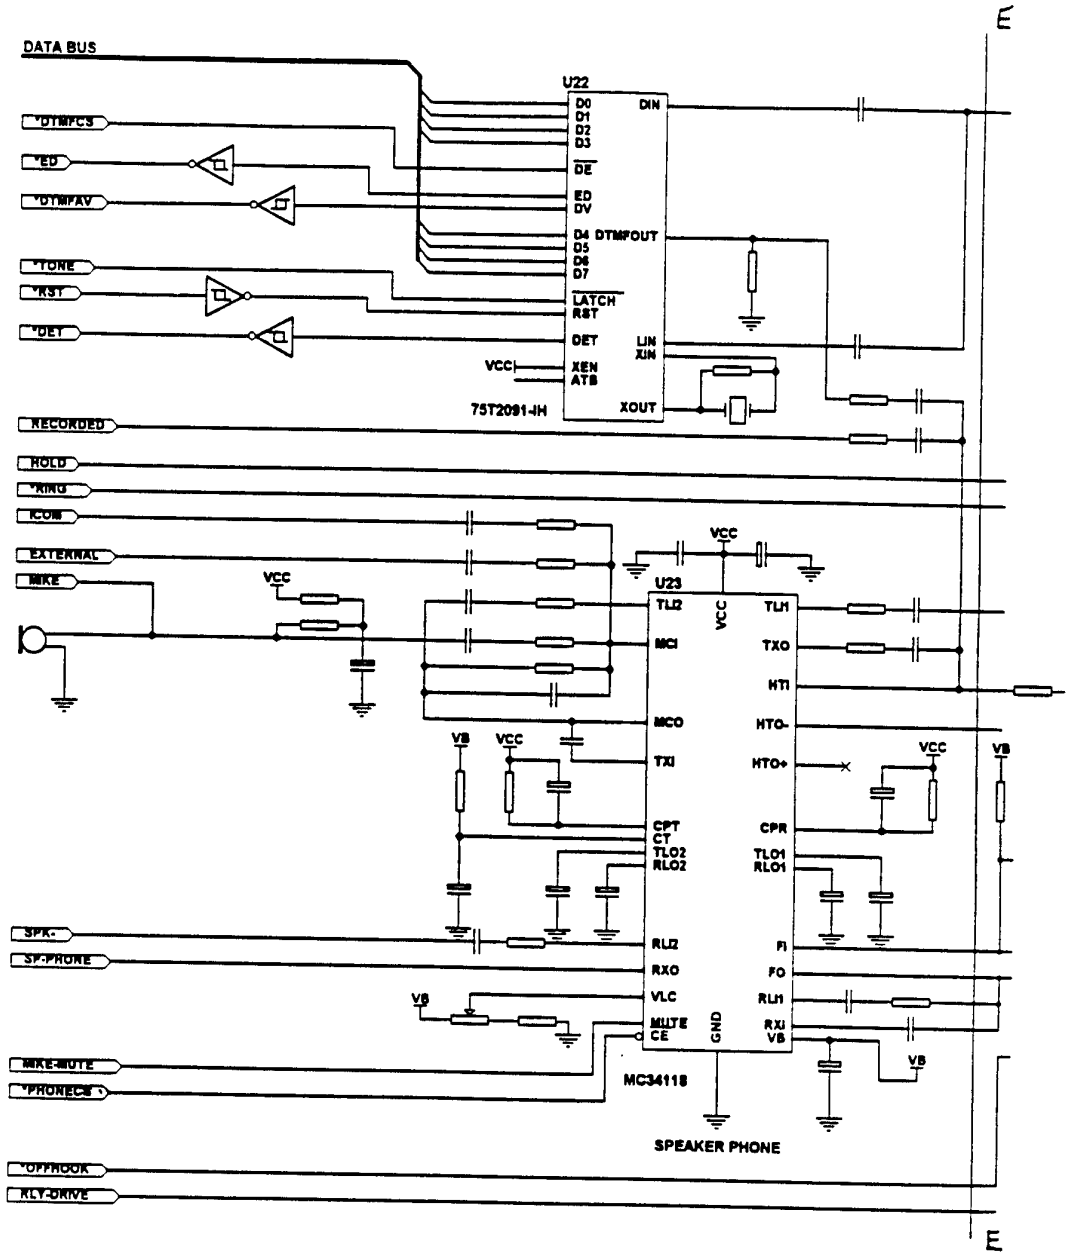 E
DATA BUS
U22
D0
DIN
D1
D2
D3
*DTMFCS
DE
*ED
ED
*DTMFAV
DV
D4
DTMFOUT
D5
D6
D7
*TONE
LATCH
*RST
RST
*DET
DET
LIN
XIN
VCC
XEN
ATB
XOUT
75T2091-IH
RECORDED
HOLD
*RING
ICOM
EXTERNAL
VCC
MIKE
VCC
U23
VCC
TLI2
TLI1
MCI
TXO
HTI
MCO
HTO-
VB
VCC
VCC
VB
TXI
HTO+
CPT
CPR
CT
TLO2
TLO1
RLO2
RLO1
SPK-
RLI2
FI
SP-PHONE
RXO
FO
VB
VLC
RLI1
MUTE
GND
RXI
CE
VB
VB
MIKE-MUTE
MC34118
*PHONECS
SPEAKER PHONE
*OFFHOOK
RLY-DRIVE
E